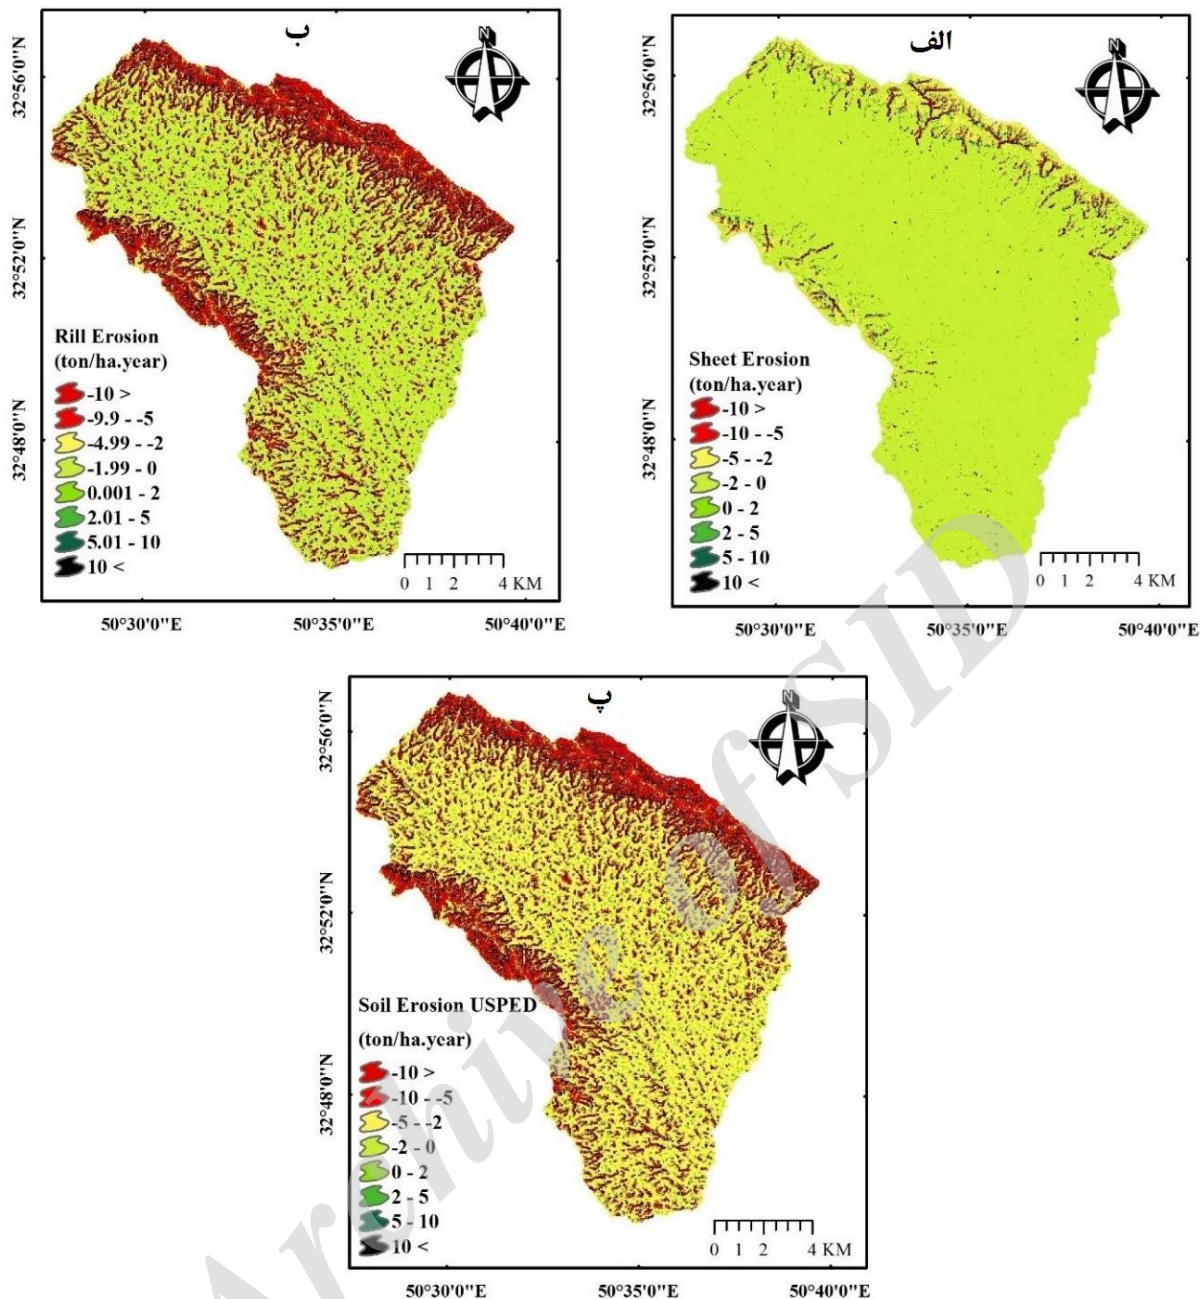 ب
N
32°56'0"N
32°52'0"N
32°48'0"N
Rill Erosion
(ton/ha.year)
-10 >
-9.9 - -5
-4.99 - -2
-1.99 - 0
0.001 - 2
2.01 - 5
5.01 - 10
10 <
0 1 2 4 KM
50°30'0"E 50°35'0"E 50°40'0"E
الف
N
32°56'0"N
32°52'0"N
32°48'0"N
Sheet Erosion
(ton/ha.year)
-10 >
-10 - -5
-5 - -2
-2 - 0
0 - 2
2 - 5
5 - 10
10 <
0 1 2 4 KM
50°30'0"E 50°35'0"E 50°40'0"E
پ
N
32°56'0"N
32°52'0"N
32°48'0"N
Soil Erosion USPED
(ton/ha.year)
-10 >
-10 - -5
-5 - -2
-2 - 0
0 - 2
2 - 5
5 - 10
10 <
0 1 2 4 KM
50°30'0"E 50°35'0"E 50°40'0"E
Archive of SID